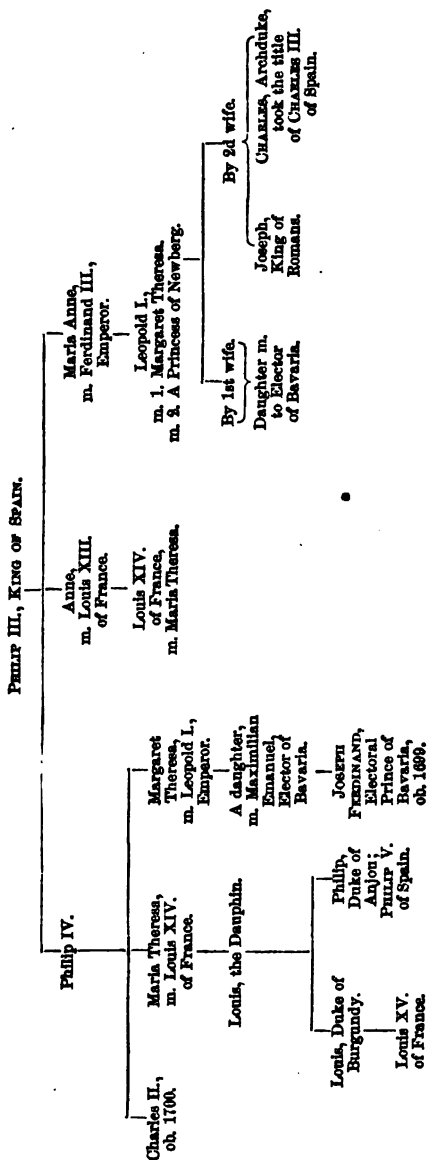 PHILIP III., KING OF SPAIN.
Philip IV.
Anne,
m. Louis XIII.
of France.
Maria Anne,
m. Ferdinand III.,
Emperor.
Charles II.,
ob. 1700.
Maria Theresa,
m. Louis XIV.
of France.
Margaret
Theresa,
m. Leopold I.,
Emperor.
Louis XIV.
of France,
m. Maria Theresa.
Leopold I.,
m. 1. Margaret Theresa.
m. 2. A Princess of Newberg.
Louis, the Dauphin.
A daughter,
m. Maximilian
Emanuel,
Elector of
Bavaria.
By 1st wife.
Daughter m.
to Elector
of Bavaria.
By 2d wife.
Joseph,
King of
Romans.
CHARLES, Archduke,
took the title
of CHARLES III.
of Spain.
Louis, Duke of
Burgundy.
Philip,
Duke of
Anjou;
PHILIP V.
of Spain.
JOSEPH
FERDINAND,
Electoral
Prince of
Bavaria,
ob. 1699.
Louis XV.
of France.